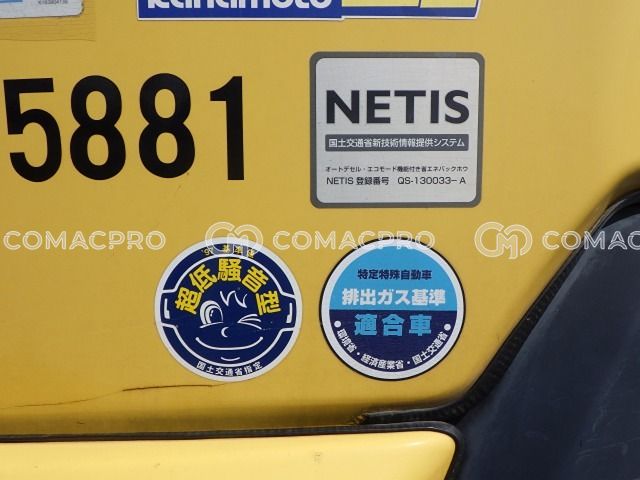 kanamoto
5881
NETIS
国土交通省新技術情報提供システム
オートデセル・エコモード機能付き省エネバックホウ
NETIS 登録番号 QS-130033-A
COMACPRO COMACPRO COMACPRO
超低騒音型
国土交通省指定
特定特殊自動車
排出ガス基準
適合車
・環境省・経済産業省・国土交通省・